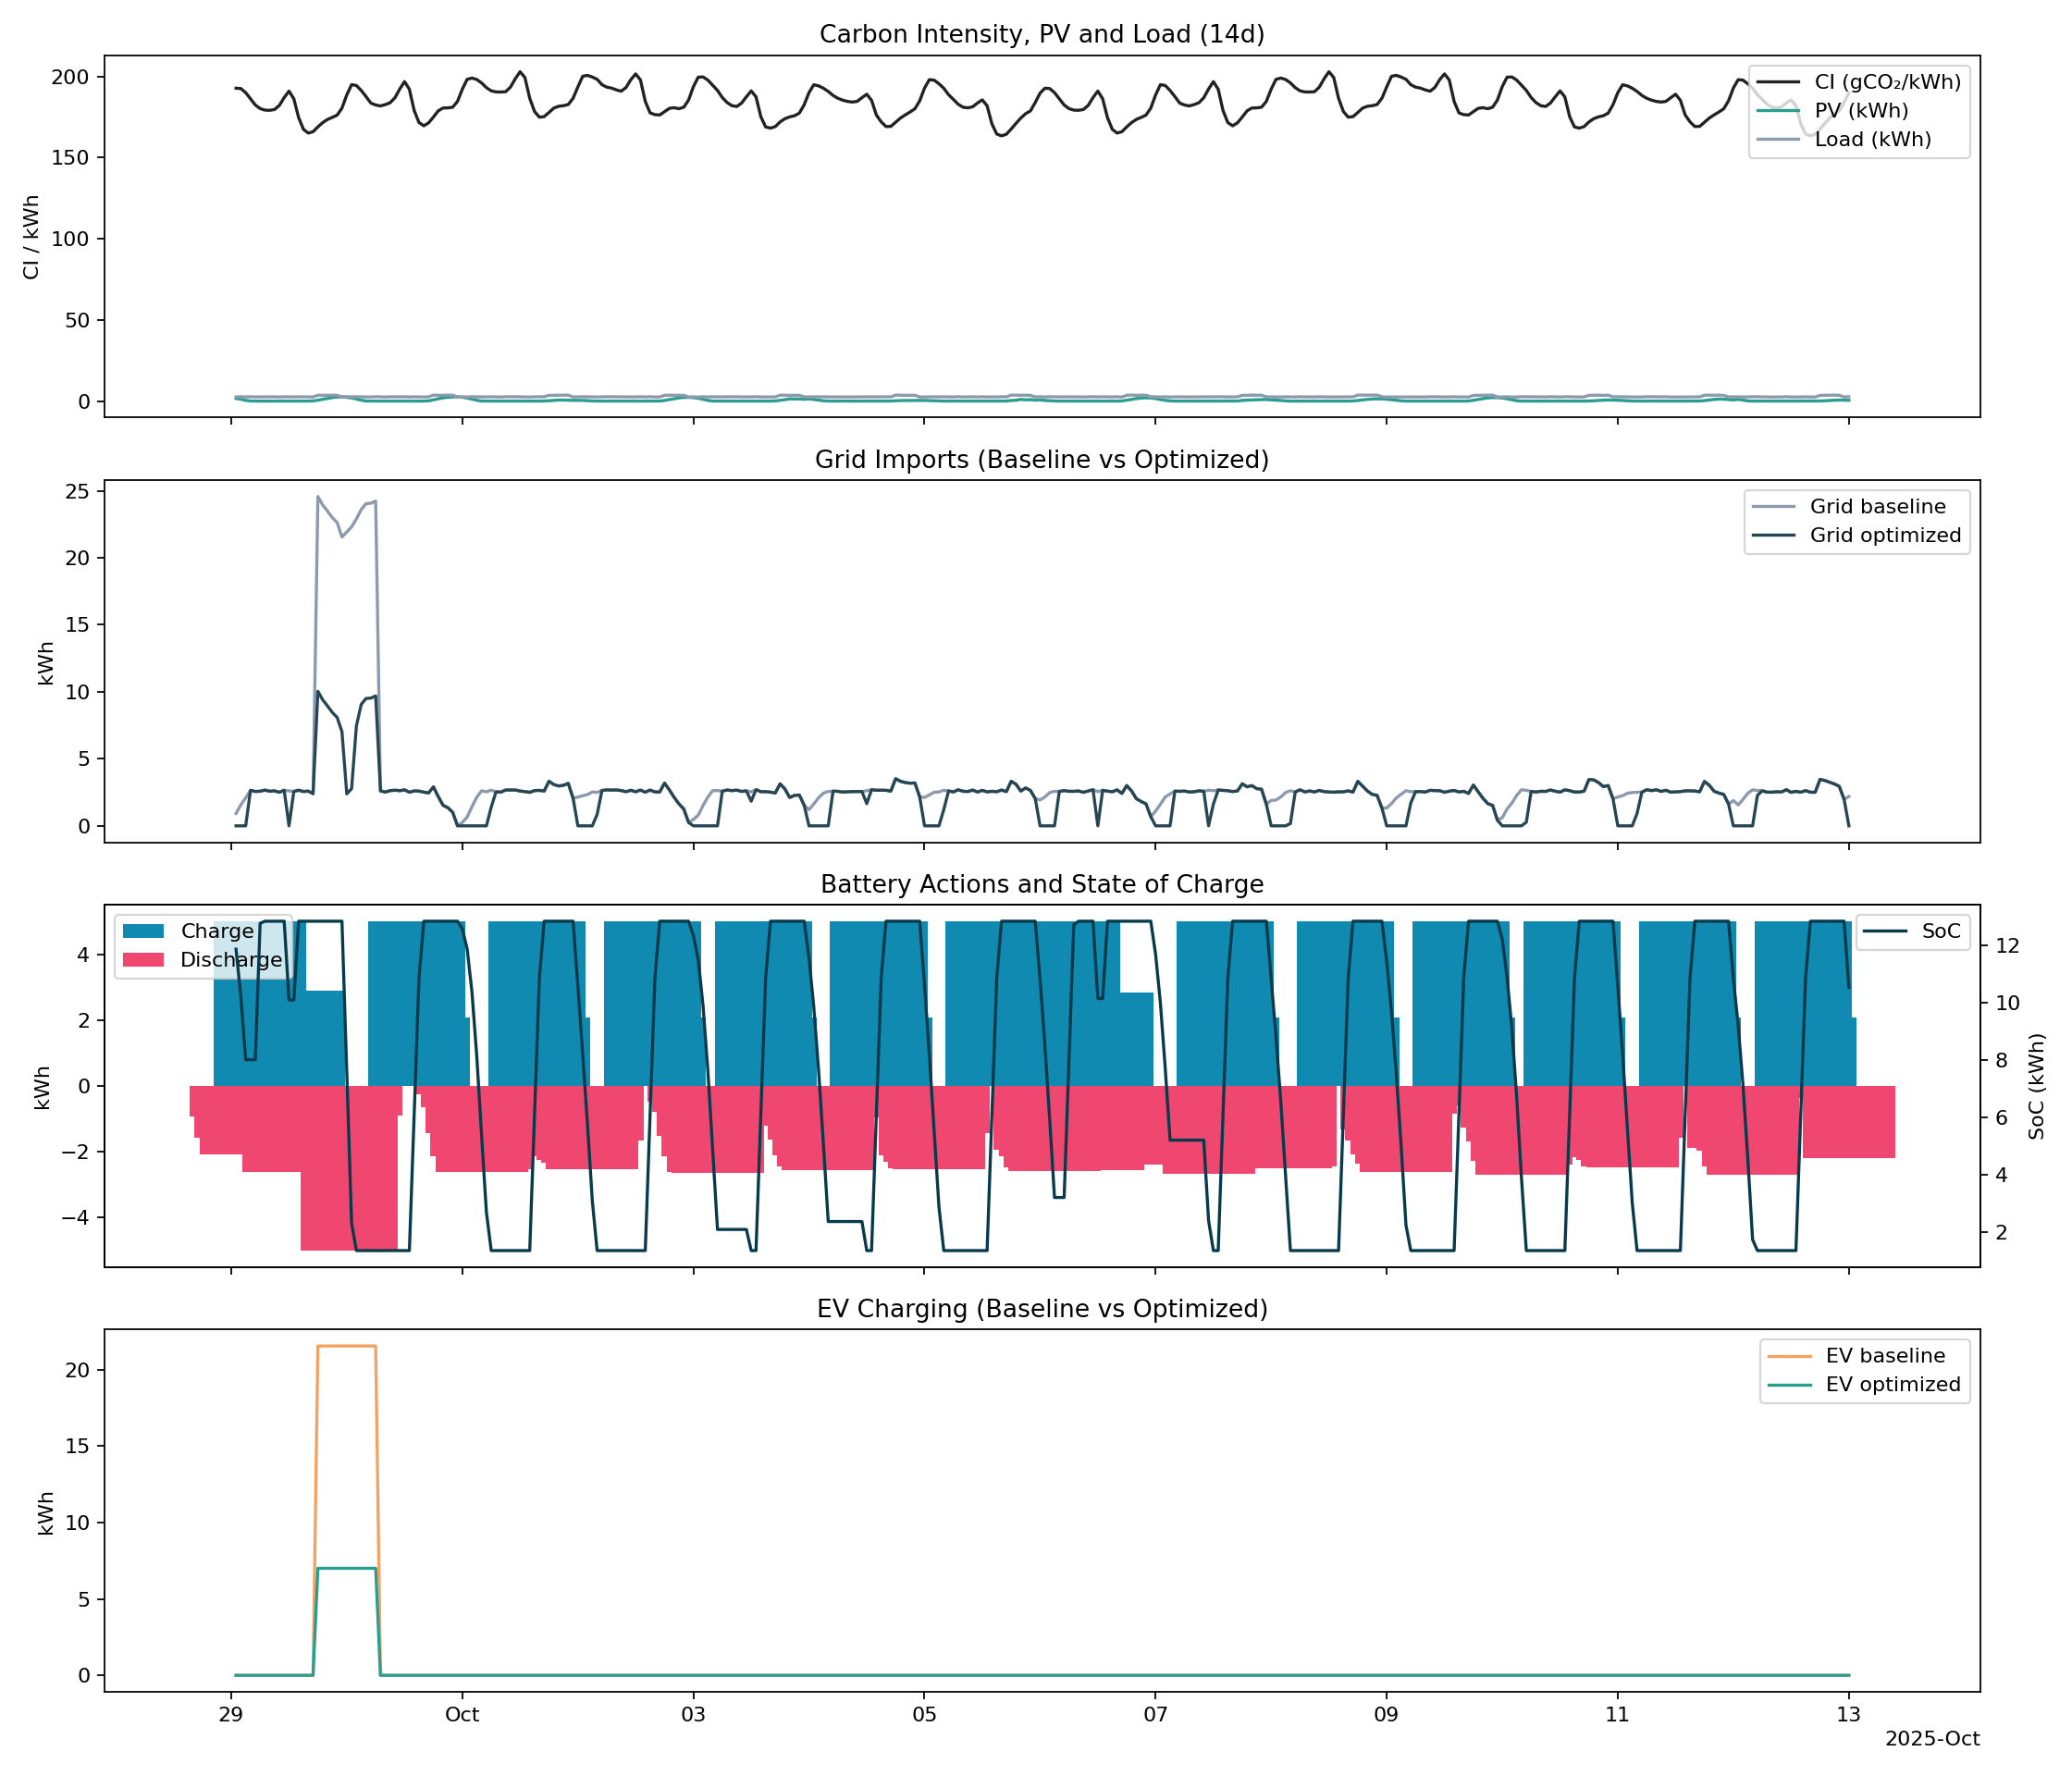 Carbon Intensity, PV and Load (14d)
CI / kWh
200
150
100
50
0
CI (gCO₂/kWh)
PV (kWh)
Load (kWh)
Grid Imports (Baseline vs Optimized)
kWh
25
20
15
10
5
0
Grid baseline
Grid optimized
Battery Actions and State of Charge
kWh
4
2
0
−2
−4
Charge
Discharge
SoC
12
10
8
6
4
2
SoC (kWh)
EV Charging (Baseline vs Optimized)
kWh
20
15
10
5
0
EV baseline
EV optimized
29 Oct 03 05 07 09 11 13
2025-Oct